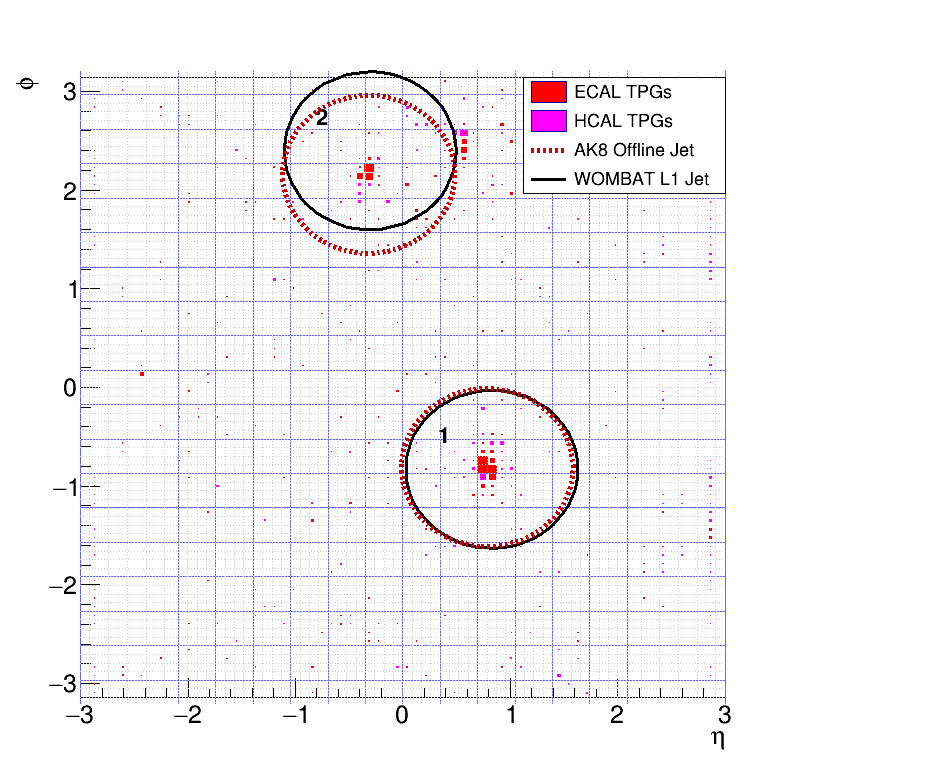 ϕ
3
2
1
0
−1
−2
−3
−3 −2 −1 0 1 2 3
η
ECAL TPGs
HCAL TPGs
AK8 Offline Jet
WOMBAT L1 Jet
2
1